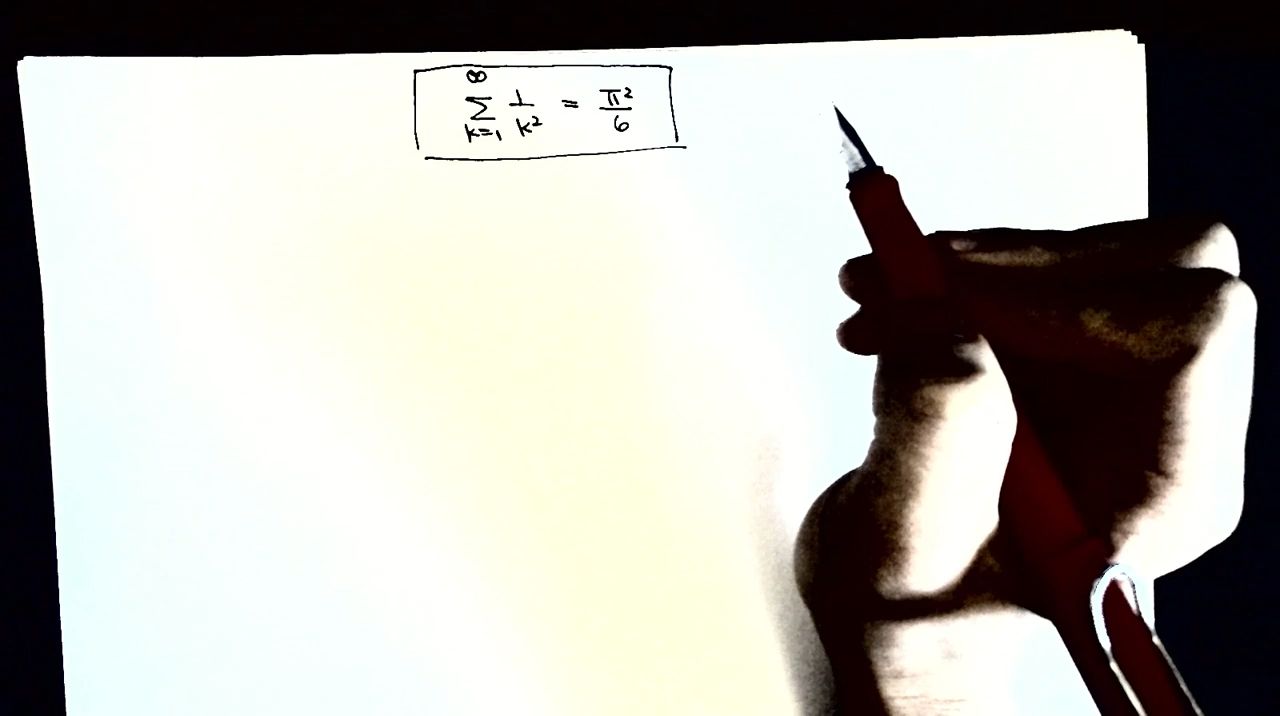 ∞
∑ 1/k² = π²/6
k=1